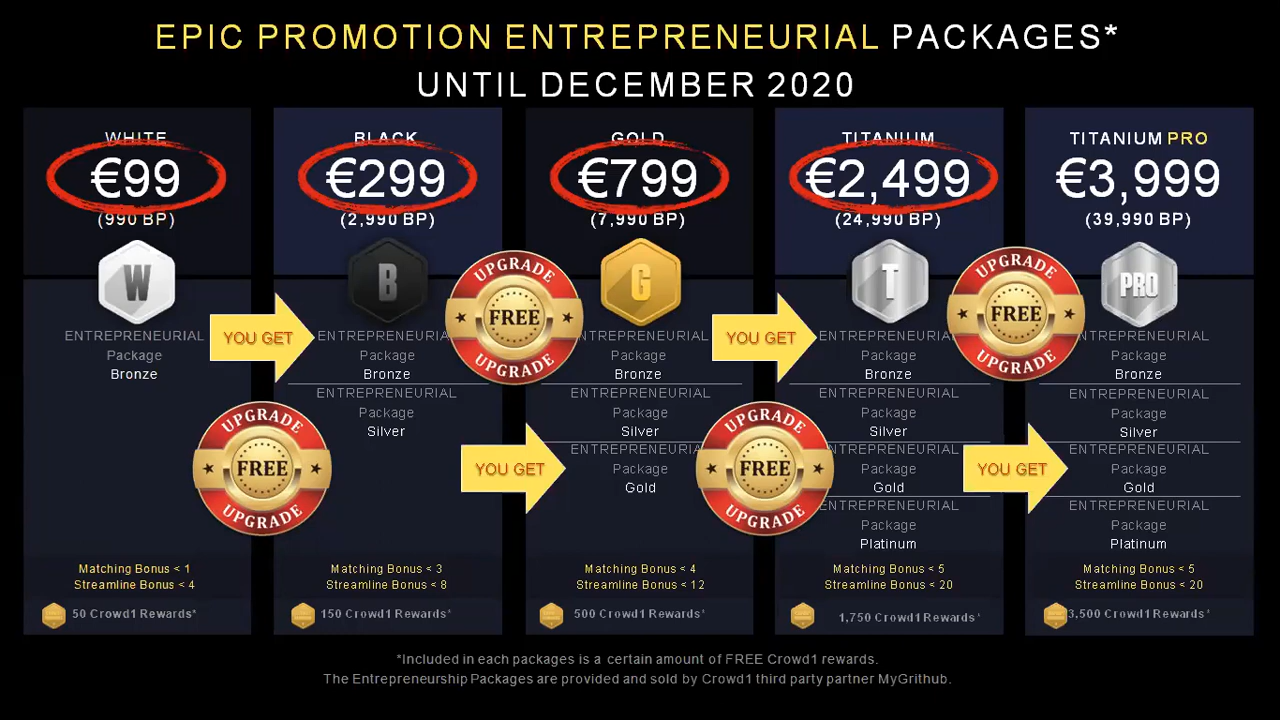 EPIC PROMOTION ENTREPRENEURIAL PACKAGES*
UNTIL DECEMBER 2020
WHITE
€99
(990 BP)
W
ENTREPRENEURIAL
Package
Bronze
Matching Bonus < 1
Streamline Bonus < 4
50 Crowd1 Rewards*
YOU GET
UPGRADE
FREE
UPGRADE
BLACK
€299
(2,990 BP)
B
ENTREPRENEURIA
Package
Bronze
ENTREPRENEURIAL
Package
Silver
Matching Bonus < 3
Streamline Bonus < 8
150 Crowd1 Rewards*
UPGRADE
FREE
UPGRADE
YOU GET
GOLD
€799
(7,990 BP)
G
NTREPRENEURIAL
Package
Bronze
ENTREPRENEURIAL
Package
Silver
ENTREPRENEURIA
Package
Gold
Matching Bonus < 4
Streamline Bonus < 12
500 Crowd1 Rewards*
YOU GET
UPGRADE
FREE
UPGRADE
TITANIUM
€2,499
(24,990 BP)
T
ENTREPRENEURIAL
Package
Bronze
ENTREPRENEURIAL
Package
Silver
NTREPRENEURIAL
Package
Gold
ENTREPRENEURIAL
Package
Platinum
Matching Bonus < 5
Streamline Bonus < 20
1,750 Crowd1 Rewards*
UPGRADE
FREE
UPGRADE
YOU GET
TITANIUM PRO
€3,999
(39,990 BP)
PRO
NTREPRENEURIAL
Package
Bronze
ENTREPRENEURIAL
Package
Silver
ENTREPRENEURIAL
Package
Gold
ENTREPRENEURIAL
Package
Platinum
Matching Bonus < 5
Streamline Bonus < 20
3,500 Crowd1 Rewards*
*Included in each packages is a certain amount of FREE Crowd1 rewards.
The Entrepreneurship Packages are provided and sold by Crowd1 third party partner MyGrithub.